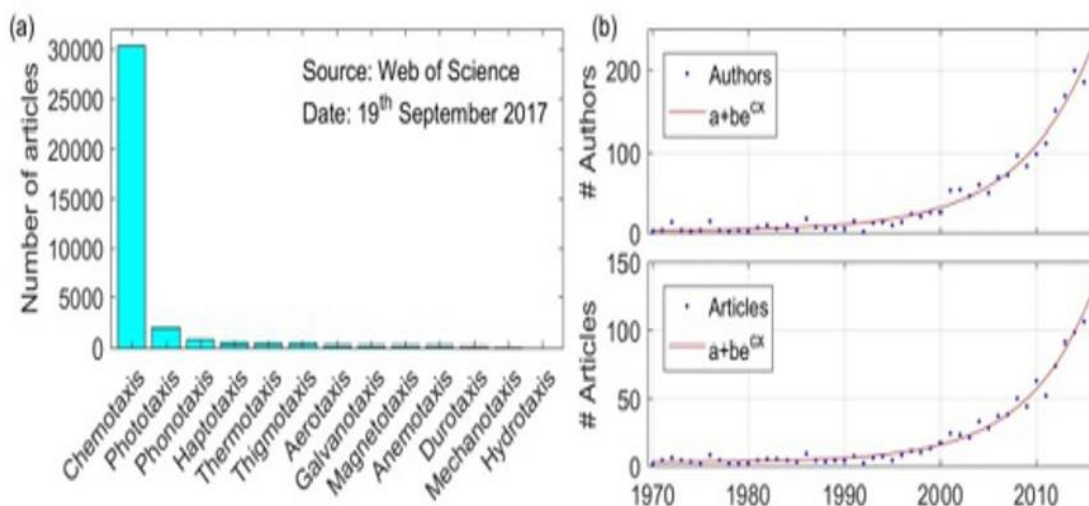 (a)
Number of articles
30000
25000
20000
15000
10000
5000
0
Source: Web of Science
Date: 19th September 2017
Chemotaxis
Phototaxis
Phonotaxis
Haptotaxis
Thermotaxis
Thigmotaxis
Aerotaxis
Galvanotaxis
Magnetotaxis
Anemotaxis
Durotaxis
Mechanotaxis
Hydrotaxis
(b)
# Authors
200
100
0
Authors
a+be^cx
# Articles
150
100
50
0
Articles
a+be^cx
1970 1980 1990 2000 2010